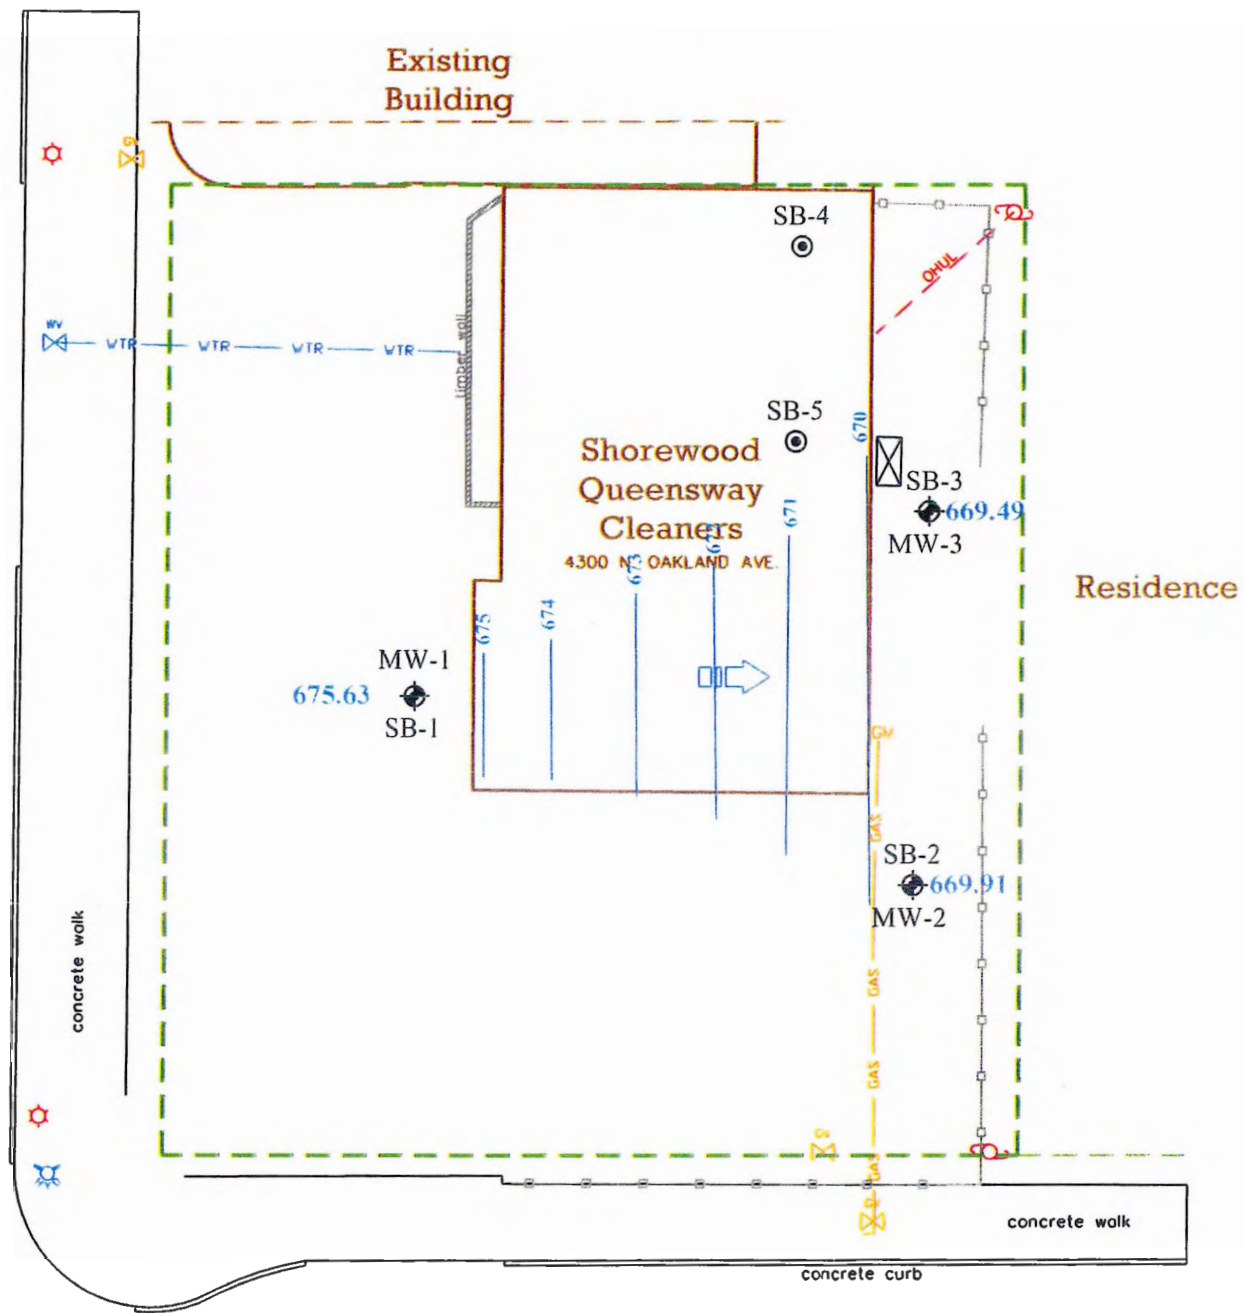 Existing
Building
SB-4
OHUL
WV
WTR
WTR
WTR
WTR
timber wall
SB-5
670
Shorewood
Queensway
Cleaners
4300 N. OAKLAND AVE.
SB-3
669.49
MW-3
671
672
673
674
675
Residence
MW-1
675.63
SB-1
GAS
SB-2
669.91
MW-2
GAS
GAS
GAS
concrete walk
concrete walk
concrete curb